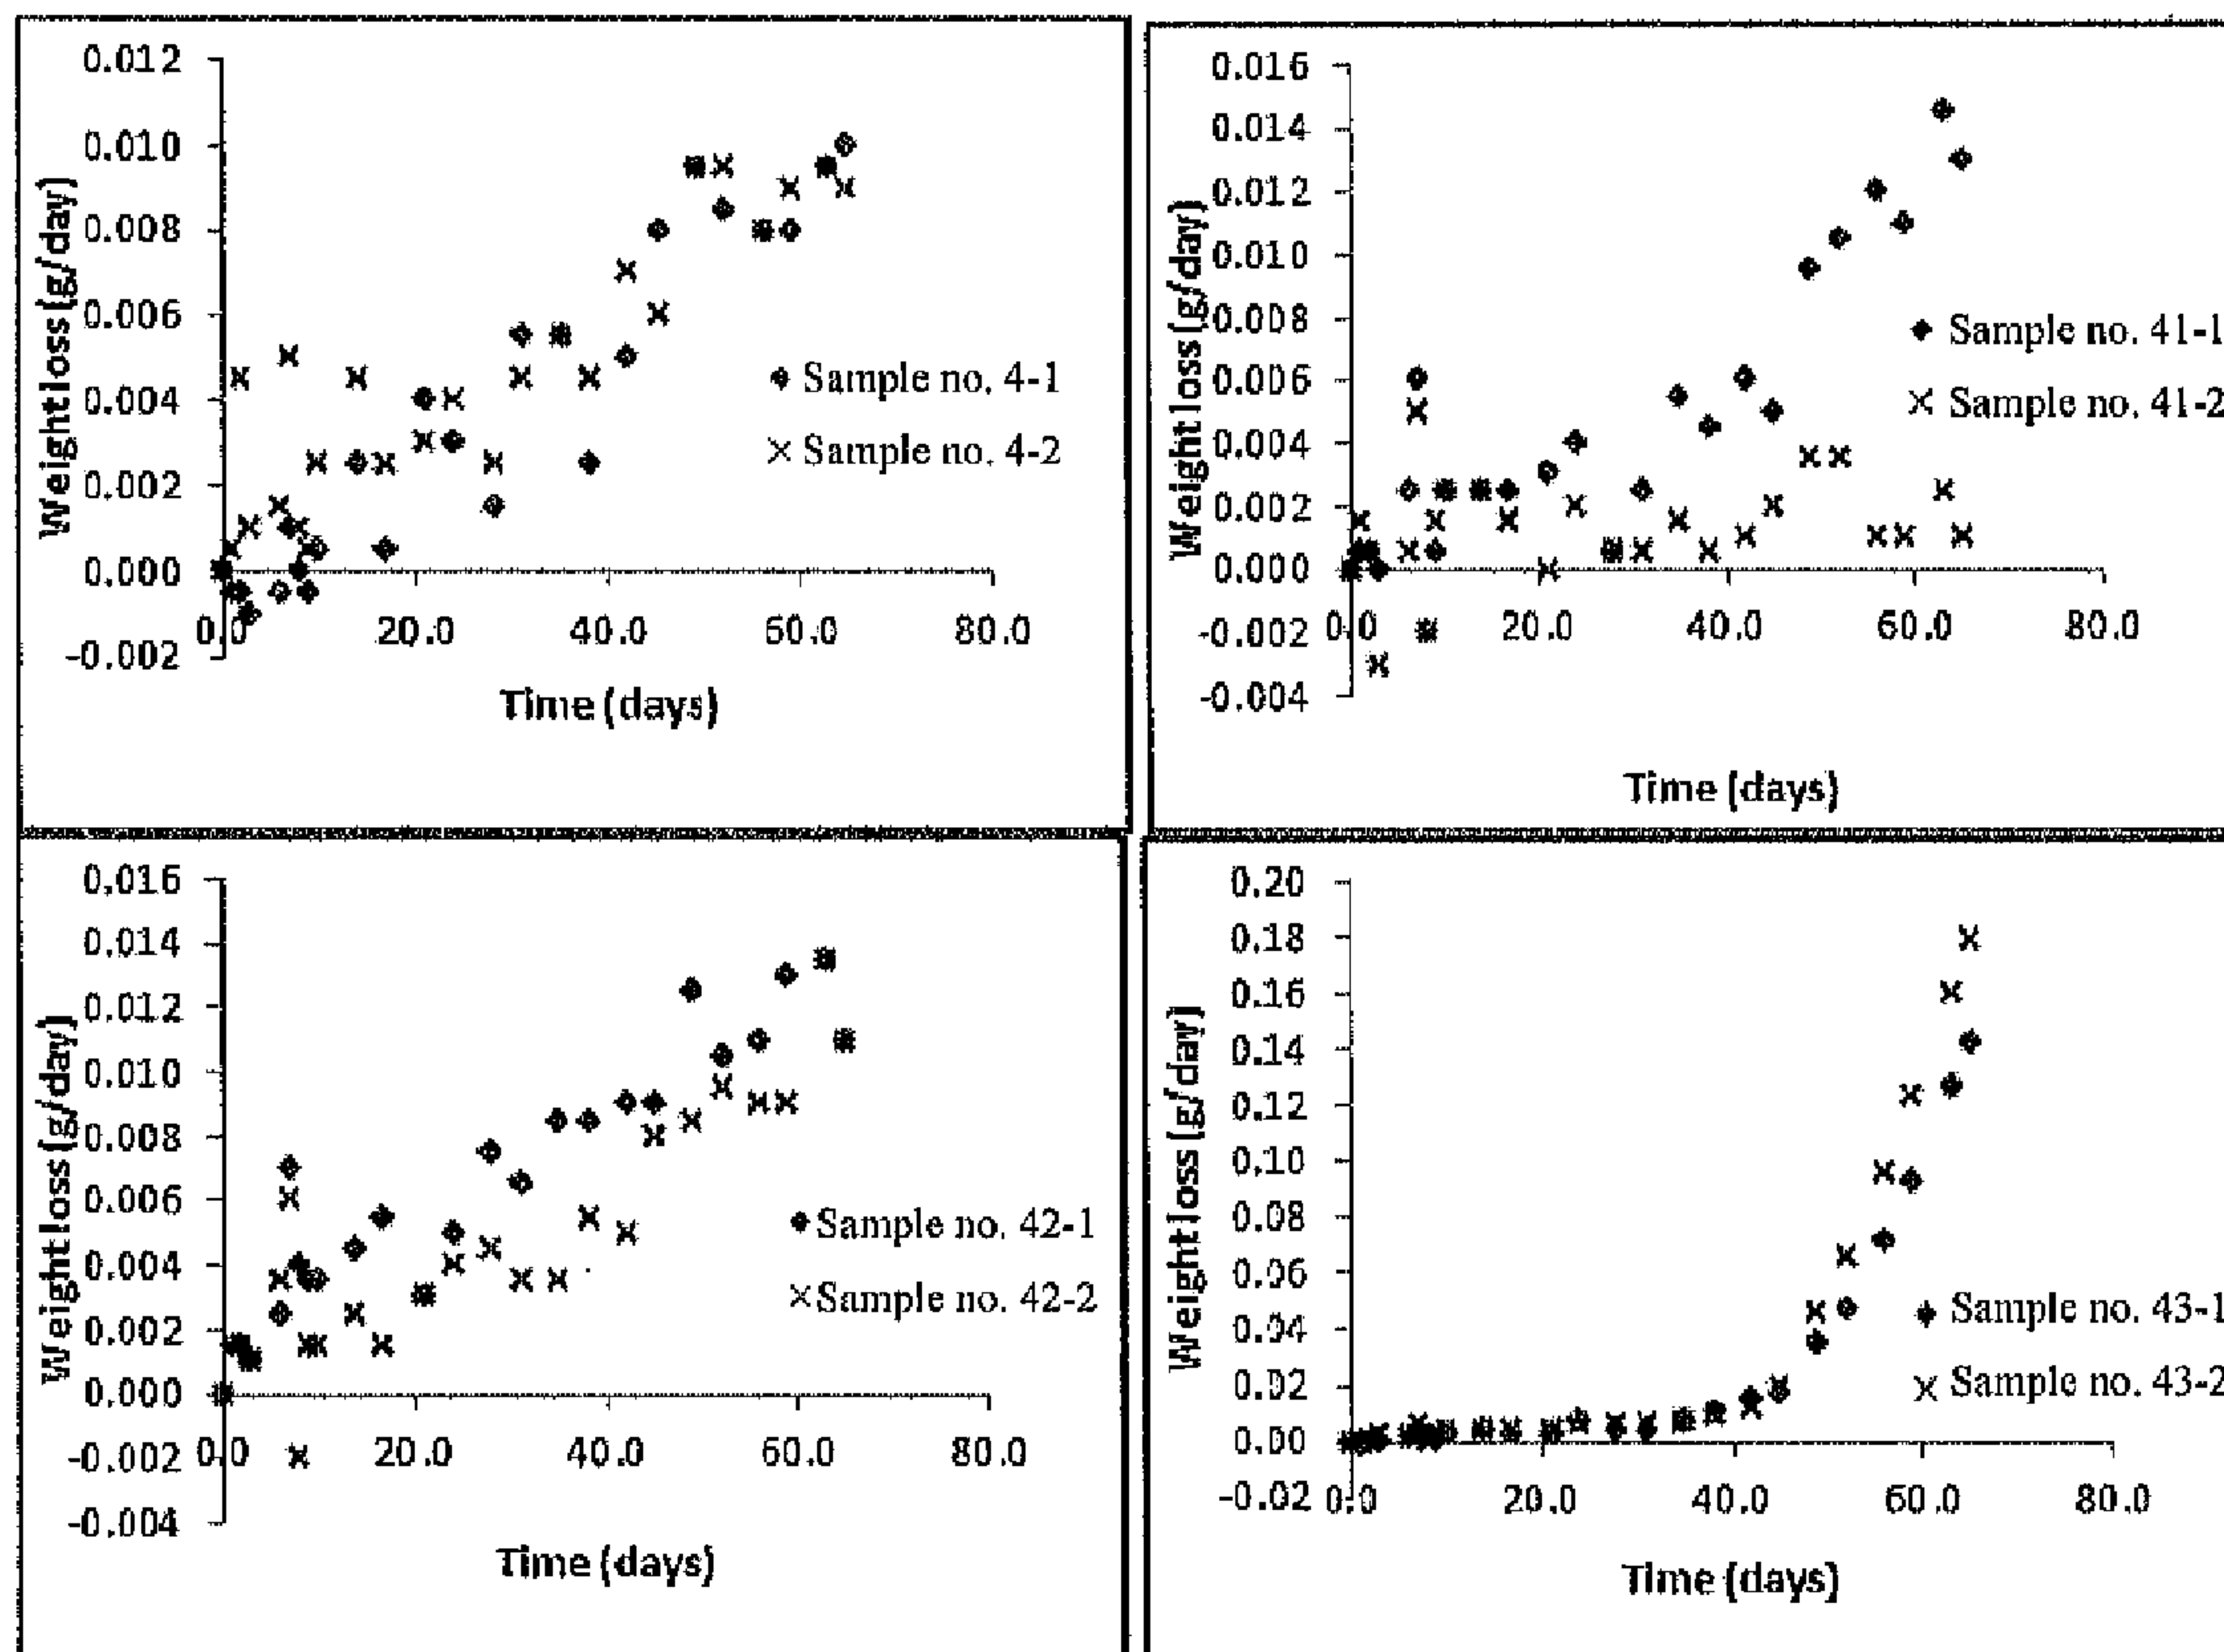 0.012
0.010
0.008
0.006
0.004
0.002
0.000
-0.002
Weightloss(g/day)
0.0 20.0 40.0 60.0 80.0
Time (days)
Sample no. 4-1
Sample no. 4-2
0.016
0.014
0.012
0.010
0.008
0.006
0.004
0.002
0.000
-0.002
-0.004
Weightloss(g/day)
0.0 20.0 40.0 60.0 80.0
Time (days)
Sample no. 41-1
Sample no. 41-2
0.016
0.014
0.012
0.010
0.008
0.006
0.004
0.002
0.000
-0.002
-0.004
Weightloss(g/day)
0.0 20.0 40.0 60.0 80.0
Time (days)
Sample no. 42-1
Sample no. 42-2
0.20
0.18
0.16
0.14
0.12
0.10
0.08
0.06
0.04
0.02
0.00
-0.02
Weightloss(g/day)
0.0 20.0 40.0 60.0 80.0
Time (days)
Sample no. 43-1
Sample no. 43-2